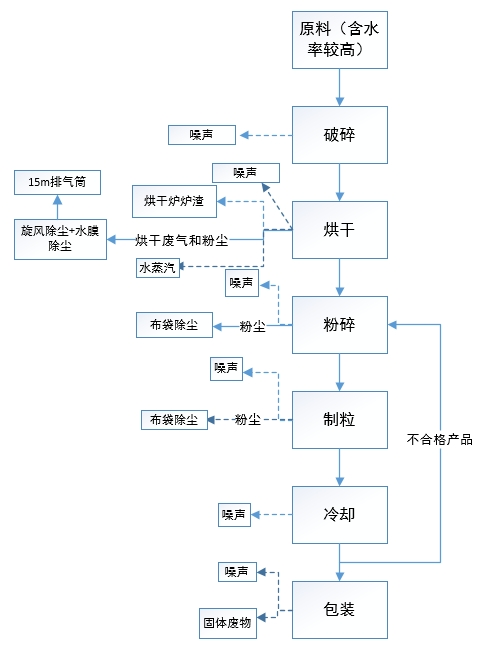 原料（含水
率较高）
噪声
破碎
噪声
15m排气筒
烘干炉炉渣
烘干
旋风除尘+水膜
除尘
烘干废气和粉尘
水蒸汽
噪声
粉碎
布袋除尘
粉尘
噪声
制粒
布袋除尘
粉尘
不合格产品
噪声
冷却
噪声
包装
固体废物